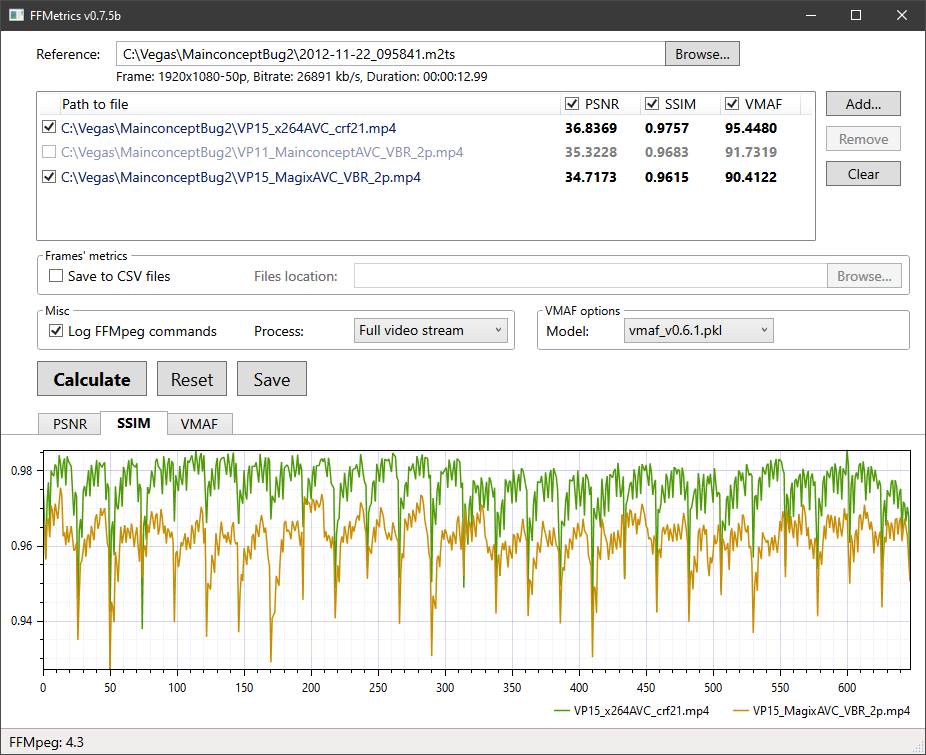 FFMetrics v0.7.5b
Reference: C:\Vegas\MainconceptBug2\2012-11-22_095841.m2ts Browse...
Frame: 1920x1080-50p, Bitrate: 26891 kb/s, Duration: 00:00:12.99
Path to file PSNR SSIM VMAF Add...
C:\Vegas\MainconceptBug2\VP15_x264AVC_crf21.mp4 36.8369 0.9757 95.4480
C:\Vegas\MainconceptBug2\VP11_MainconceptAVC_VBR_2p.mp4 35.3228 0.9683 91.7319 Remove
C:\Vegas\MainconceptBug2\VP15_MagixAVC_VBR_2p.mp4 34.7173 0.9615 90.4122 Clear
Frames' metrics
Save to CSV files Files location: Browse...
Misc VMAF options
Log FFMpeg commands Process: Full video stream Model: vmaf_v0.6.1.pkl
Calculate Reset Save
PSNR SSIM VMAF
0.98
0.96
0.94
0 50 100 150 200 250 300 350 400 450 500 550 600
VP15_x264AVC_crf21.mp4 VP15_MagixAVC_VBR_2p.mp4
FFMpeg: 4.3